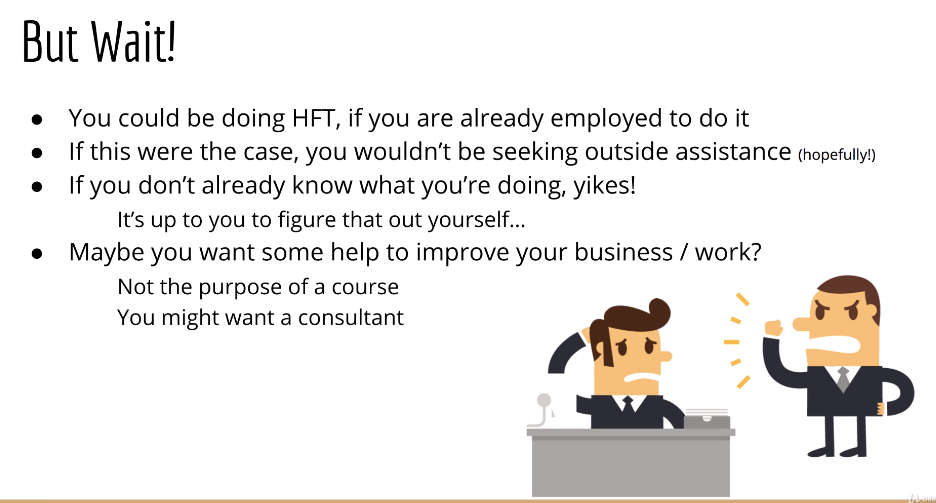 But Wait!
● You could be doing HFT, if you are already employed to do it
● If this were the case, you wouldn't be seeking outside assistance (hopefully!)
● If you don't already know what you're doing, yikes!
It's up to you to figure that out yourself...
● Maybe you want some help to improve your business / work?
Not the purpose of a course
You might want a consultant